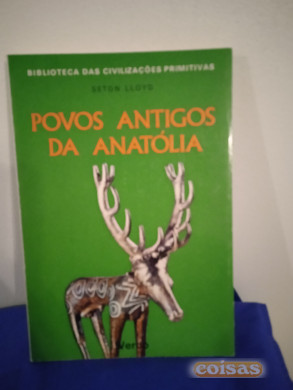 BIBLIOTECA DAS CIVILIZAÇÕES PRIMITIVAS
SETON LLOYD
POVOS ANTIGOS
DA ANATÓLIA
Verbo
coisas